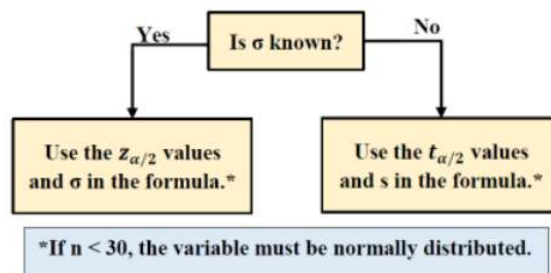 Yes
Is σ known?
No
Use the z_{α/2} values
and σ in the formula.*
Use the t_{α/2} values
and s in the formula.*
*If n < 30, the variable must be normally distributed.